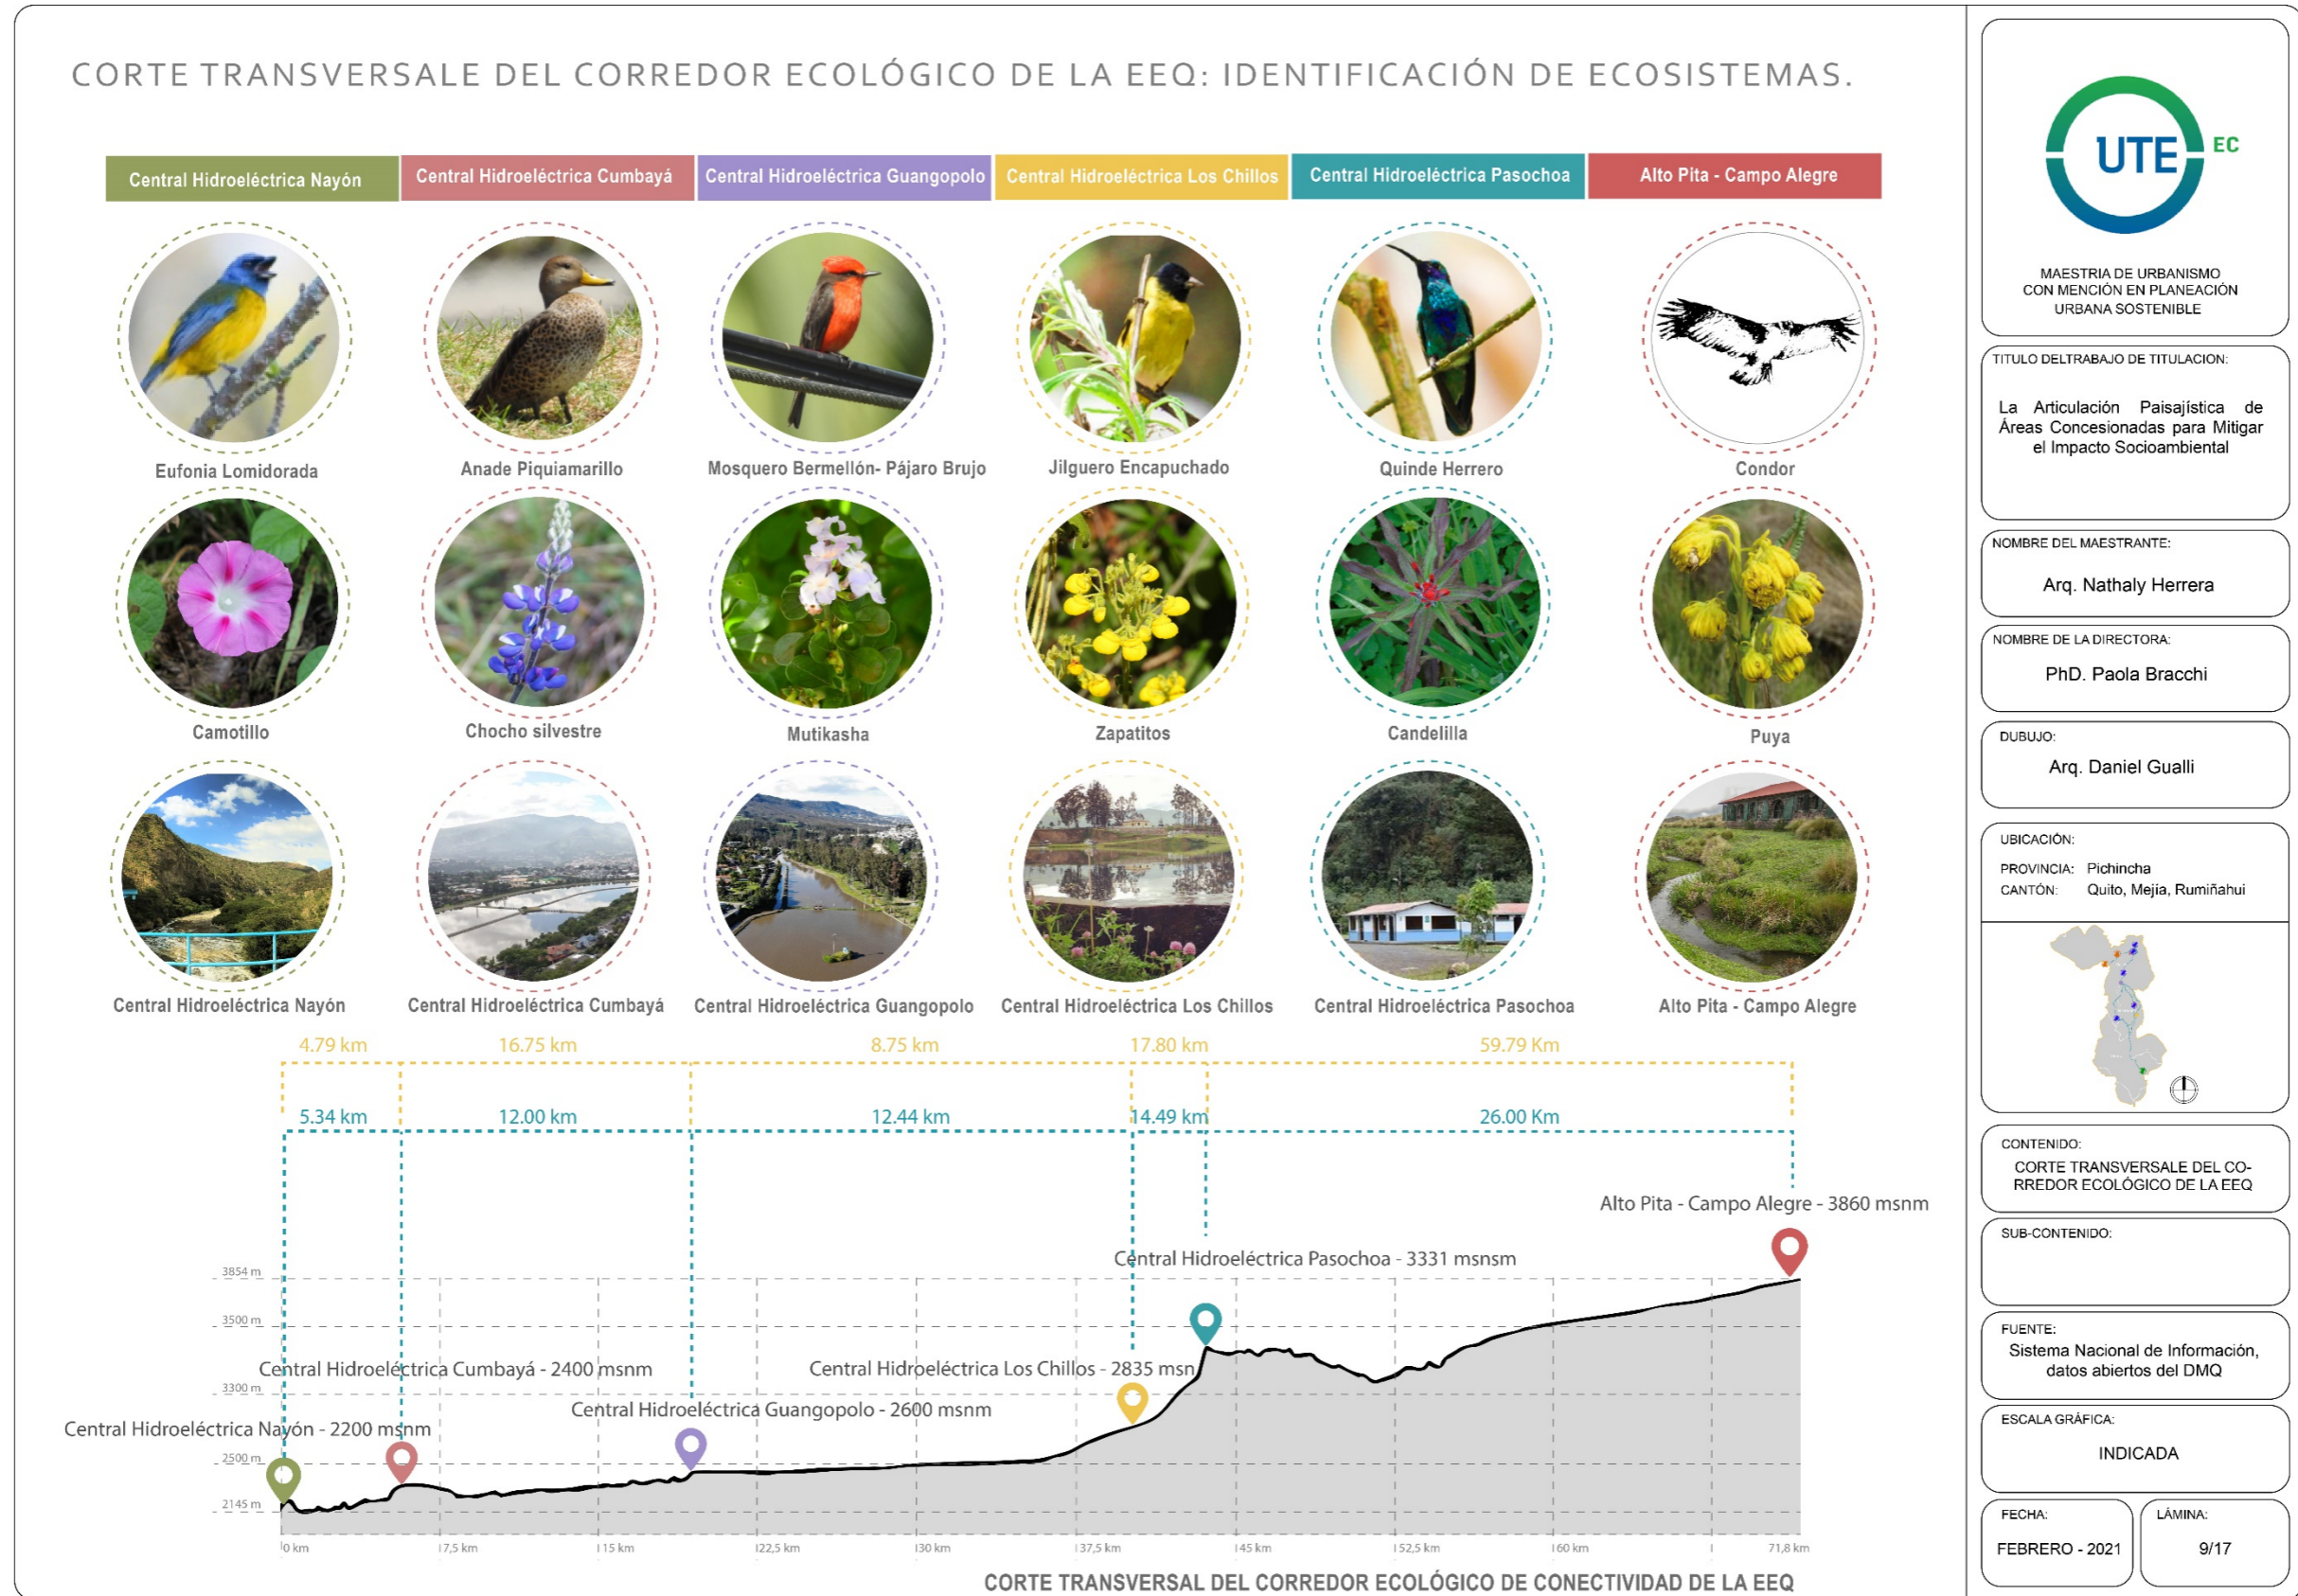 CORTE TRANSVERSALE DEL CORREDOR ECOLÓGICO DE LA EEQ: IDENTIFICACIÓN DE ECOSISTEMAS.
Central Hidroeléctrica Nayón
Central Hidroeléctrica Cumbayá
Central Hidroeléctrica Guangopolo
Central Hidroeléctrica Los Chillos
Central Hidroeléctrica Pasochoa
Alto Pita - Campo Alegre
Eufonia Lomidorada
Anade Piquiamarillo
Mosquero Bermellón- Pájaro Brujo
Jilguero Encapuchado
Quinde Herrero
Condor
Camotillo
Chocho silvestre
Mutikasha
Zapatitos
Candelilla
Puya
Central Hidroeléctrica Nayón
Central Hidroeléctrica Cumbayá
Central Hidroeléctrica Guangopolo
Central Hidroeléctrica Los Chillos
Central Hidroeléctrica Pasochoa
Alto Pita - Campo Alegre
4.79 km
16.75 km
8.75 km
17.80 km
59.79 Km
5.34 km
12.00 km
12.44 km
14.49 km
26.00 Km
Alto Pita - Campo Alegre - 3860 msnm
Central Hidroeléctrica Pasochoa - 3331 msnsm
Central Hidroeléctrica Cumbayá - 2400 msnm
Central Hidroeléctrica Los Chillos - 2835 msn
Central Hidroeléctrica Guangopolo - 2600 msnm
Central Hidroeléctrica Nayón - 2200 msnm
3854 m
3500 m
3300 m
2500 m
2145 m
0 km
7,5 km
15 km
22,5 km
30 km
37,5 km
45 km
52,5 km
60 km
71,8 km
CORTE TRANSVERSAL DEL CORREDOR ECOLÓGICO DE CONECTIVIDAD DE LA EEQ
UTE
EC
MAESTRIA DE URBANISMO
CON MENCIÓN EN PLANEACIÓN
URBANA SOSTENIBLE
TITULO DELTRABAJO DE TITULACION:
La Articulación Paisajística de
Áreas Concesionadas para Mitigar
el Impacto Socioambiental
NOMBRE DEL MAESTRANTE:
Arq. Nathaly Herrera
NOMBRE DE LA DIRECTORA:
PhD. Paola Bracchi
DUBUJO:
Arq. Daniel Gualli
UBICACIÓN:
PROVINCIA: Pichincha
CANTÓN: Quito, Mejia, Rumiñahui
CONTENIDO:
CORTE TRANSVERSALE DEL CO-
RREDOR ECOLÓGICO DE LA EEQ
SUB-CONTENIDO:
FUENTE:
Sistema Nacional de Información,
datos abiertos del DMQ
ESCALA GRÁFICA:
INDICADA
FECHA:
FEBRERO - 2021
LÁMINA:
9/17